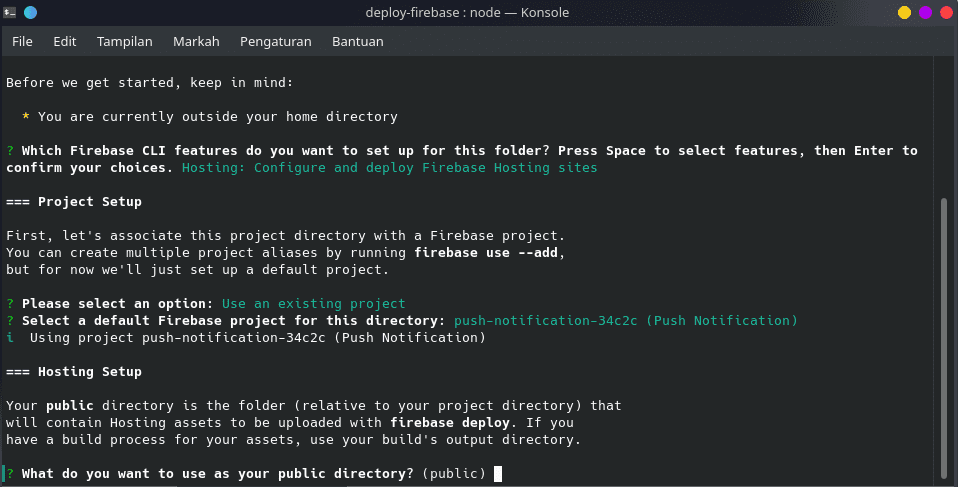 deploy-firebase : node — Konsole
File Edit Tampilan Markah Pengaturan Bantuan
Before we get started, keep in mind:
* You are currently outside your home directory
? Which Firebase CLI features do you want to set up for this folder? Press Space to select features, then Enter to
confirm your choices. Hosting: Configure and deploy Firebase Hosting sites
=== Project Setup
First, let's associate this project directory with a Firebase project.
You can create multiple project aliases by running firebase use --add,
but for now we'll just set up a default project.
? Please select an option: Use an existing project
? Select a default Firebase project for this directory: push-notification-34c2c (Push Notification)
i Using project push-notification-34c2c (Push Notification)
=== Hosting Setup
Your public directory is the folder (relative to your project directory) that
will contain Hosting assets to be uploaded with firebase deploy. If you
have a build process for your assets, use your build's output directory.
? What do you want to use as your public directory? (public)